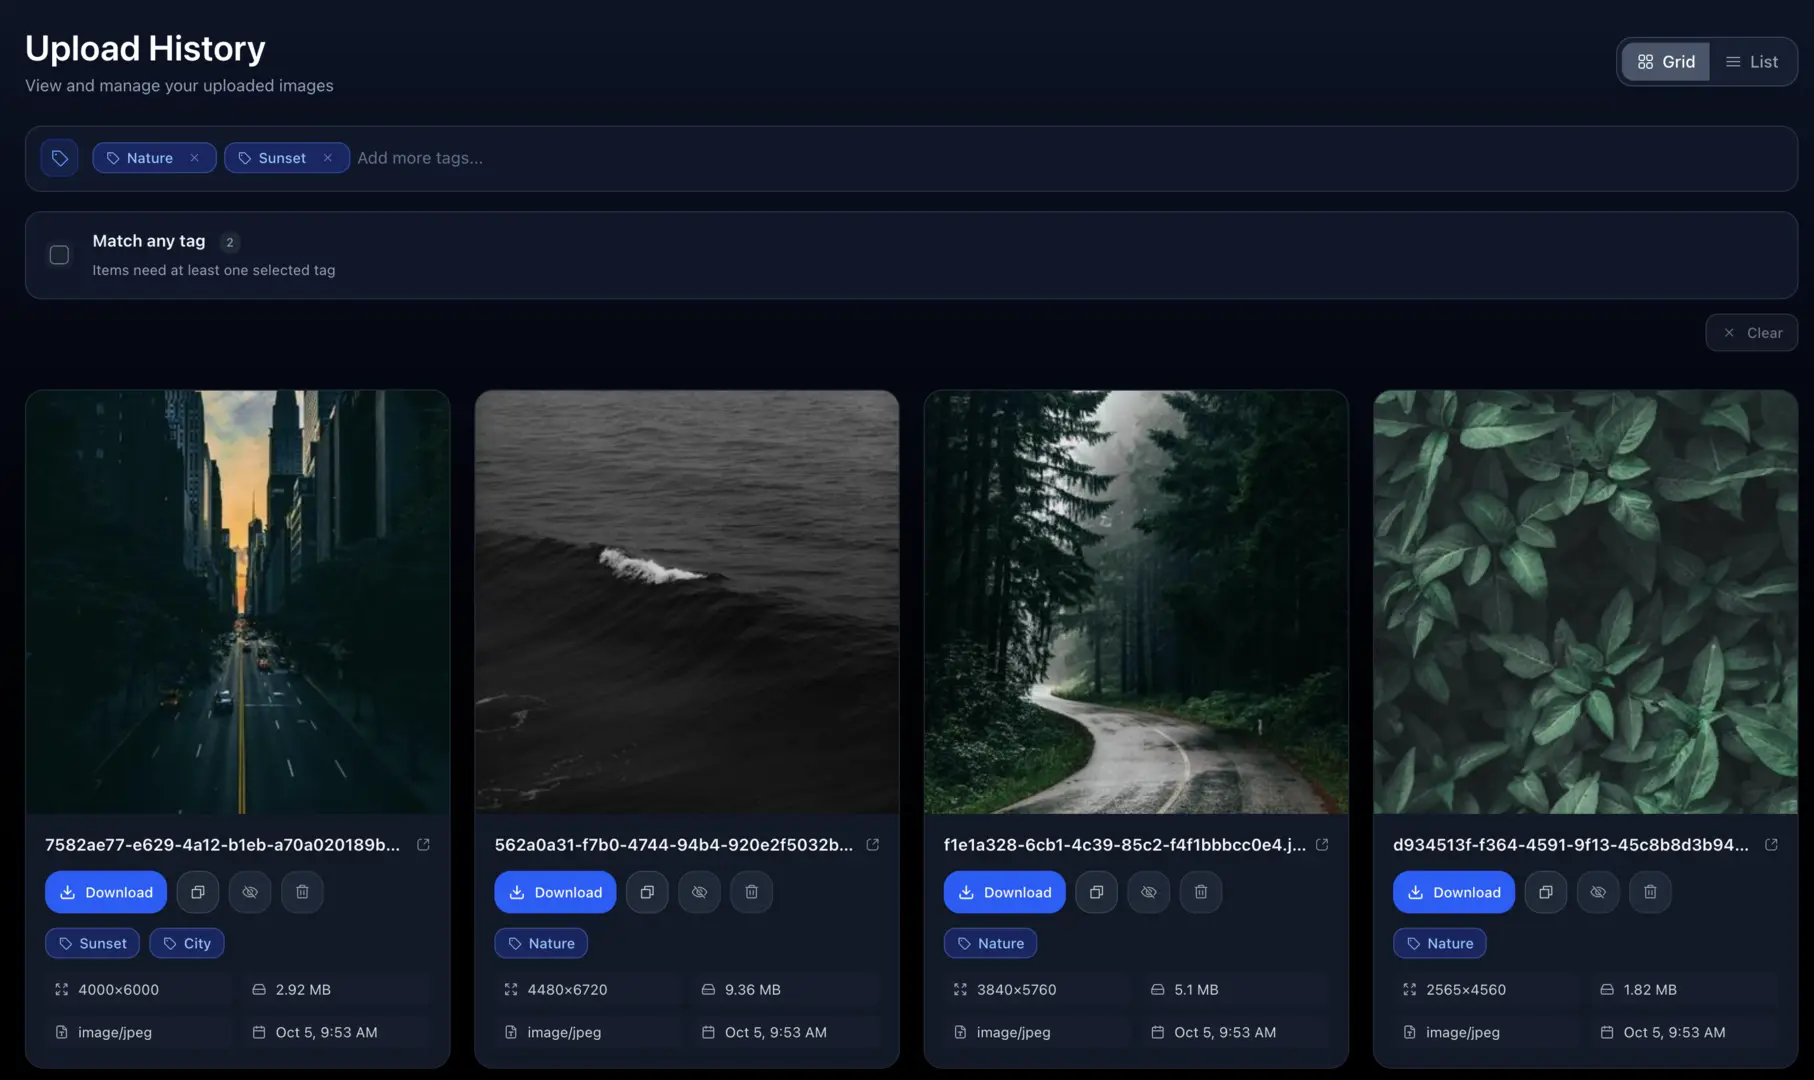 Upload History
View and manage your uploaded images
Grid
List
Nature
Sunset
Add more tags...
Match any tag 2
Items need at least one selected tag
Clear
7582ae77-e629-4a12-b1eb-a70a020189b...
Download
Sunset
City
4000×6000
2.92 MB
image/jpeg
Oct 5, 9:53 AM
562a0a31-f7b0-4744-94b4-920e2f5032b...
Download
Nature
4480×6720
9.36 MB
image/jpeg
Oct 5, 9:53 AM
f1e1a328-6cb1-4c39-85c2-f4f1bbbcc0e4.j...
Download
Nature
3840×5760
5.1 MB
image/jpeg
Oct 5, 9:53 AM
d934513f-f364-4591-9f13-45c8b8d3b94...
Download
Nature
2565×4560
1.82 MB
image/jpeg
Oct 5, 9:53 AM